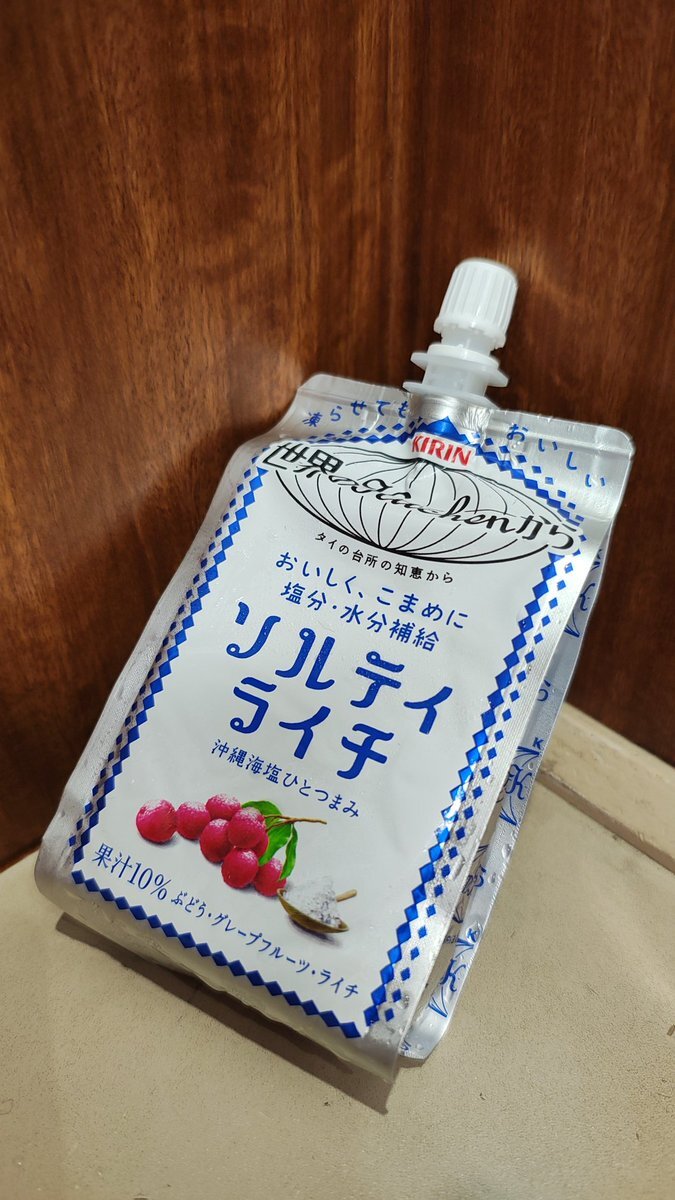 凍らせても おいしい
KIRIN
世界のKitchenから
タイの台所の知恵から
おいしく、こまめに
塩分・水分補給
ソルティ
ライチ
沖縄海塩ひとつまみ
果汁10%
ぶどう・グレープフルーツ・ライチ